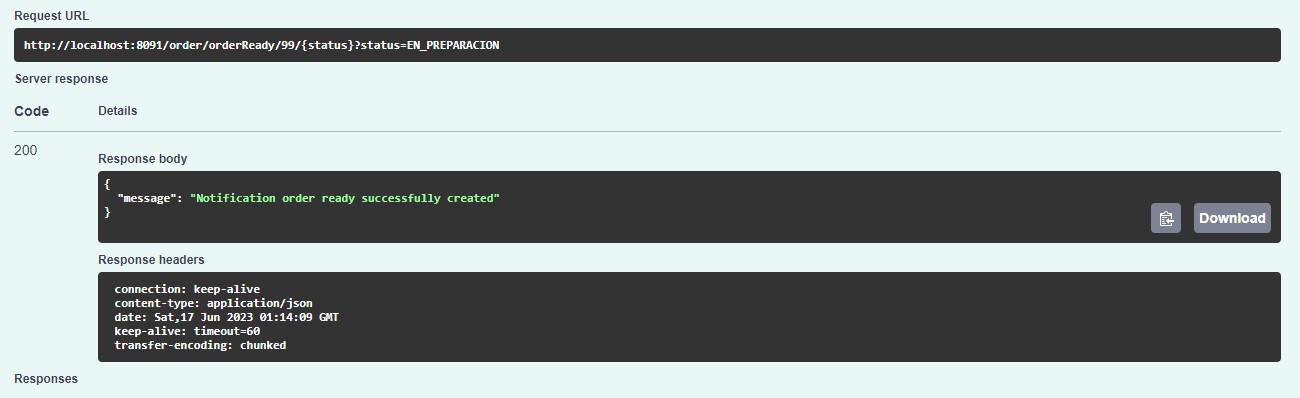 Request URL
http://localhost:8091/order/orderReady/99/{status}?status=EN_PREPARACION
Server response
Code Details
200
Response body
{
"message": "Notification order ready successfully created"
}
Download
Response headers
connection: keep-alive
content-type: application/json
date: Sat,17 Jun 2023 01:14:09 GMT
keep-alive: timeout=60
transfer-encoding: chunked
Responses